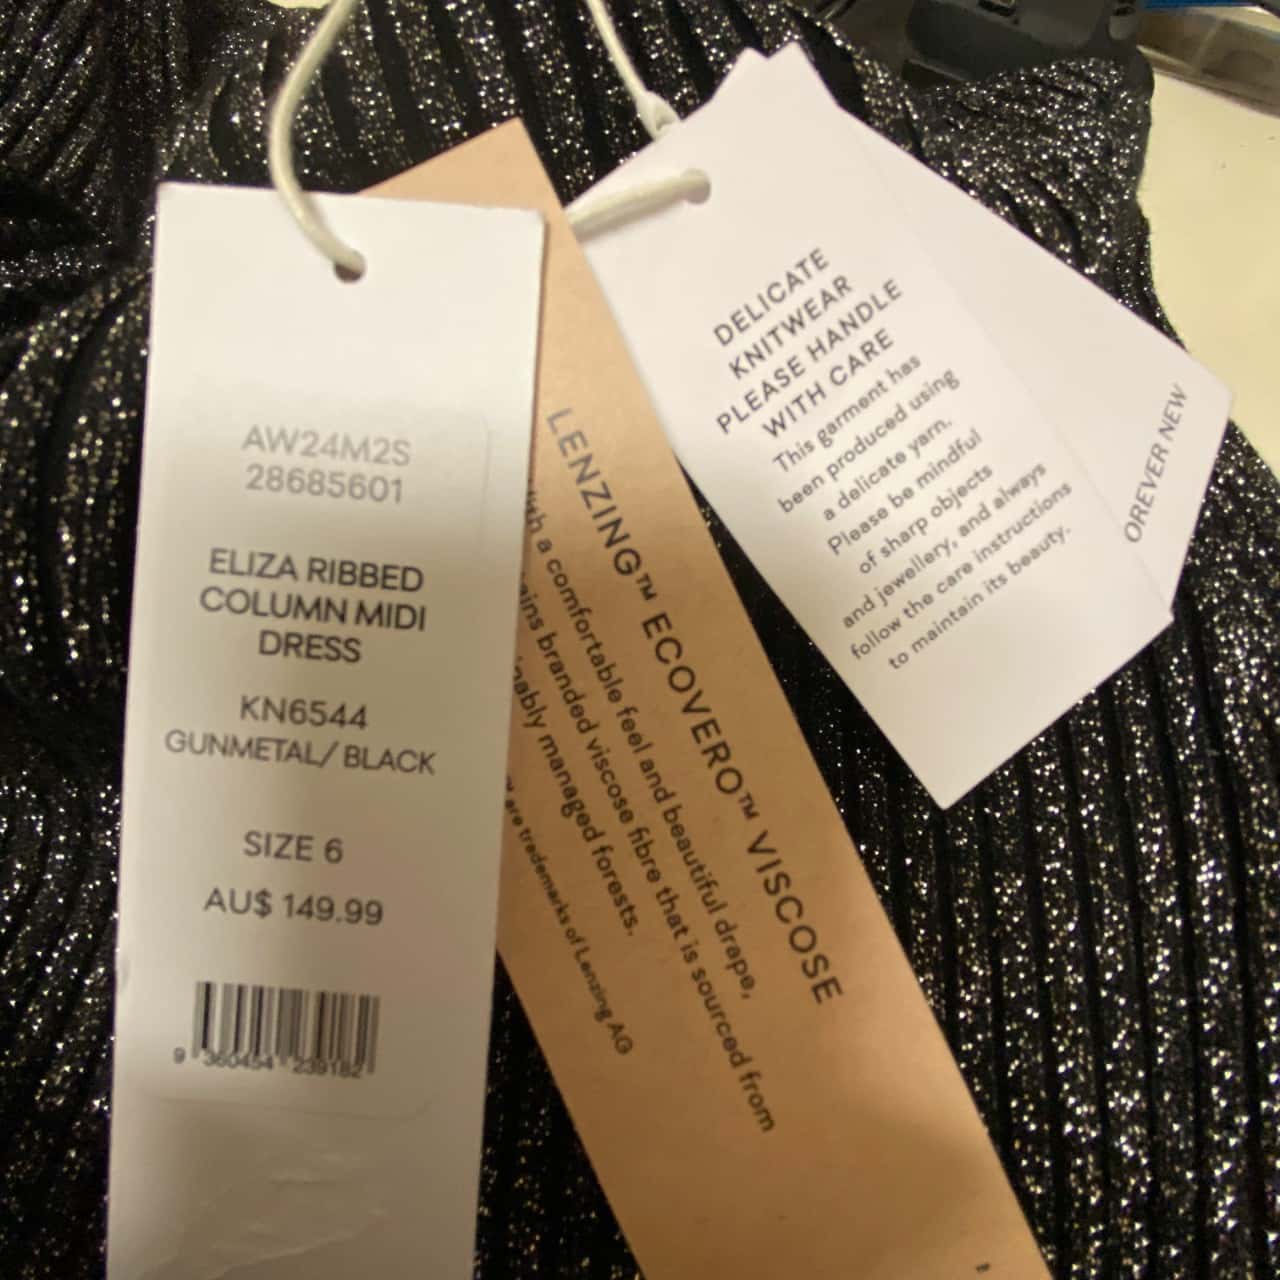 AW24M2S
28685601
ELIZA RIBBED
COLUMN MIDI
DRESS
KN6544
GUNMETAL/ BLACK
SIZE 6
AU$ 149.99
9 360454 239182
LENZING™ ECOVERO™ VISCOSE
a comfortable feel and beautiful drape,
branded viscose fibre that is sourced from
managed forests.
are trademarks of Lenzing AG
DELICATE
KNITWEAR
PLEASE HANDLE
WITH CARE
This garment has
been produced using
a delicate yarn.
Please be mindful
of sharp objects
and jewellery, and always
follow the care instructions
to maintain its beauty.
OREVER NEW